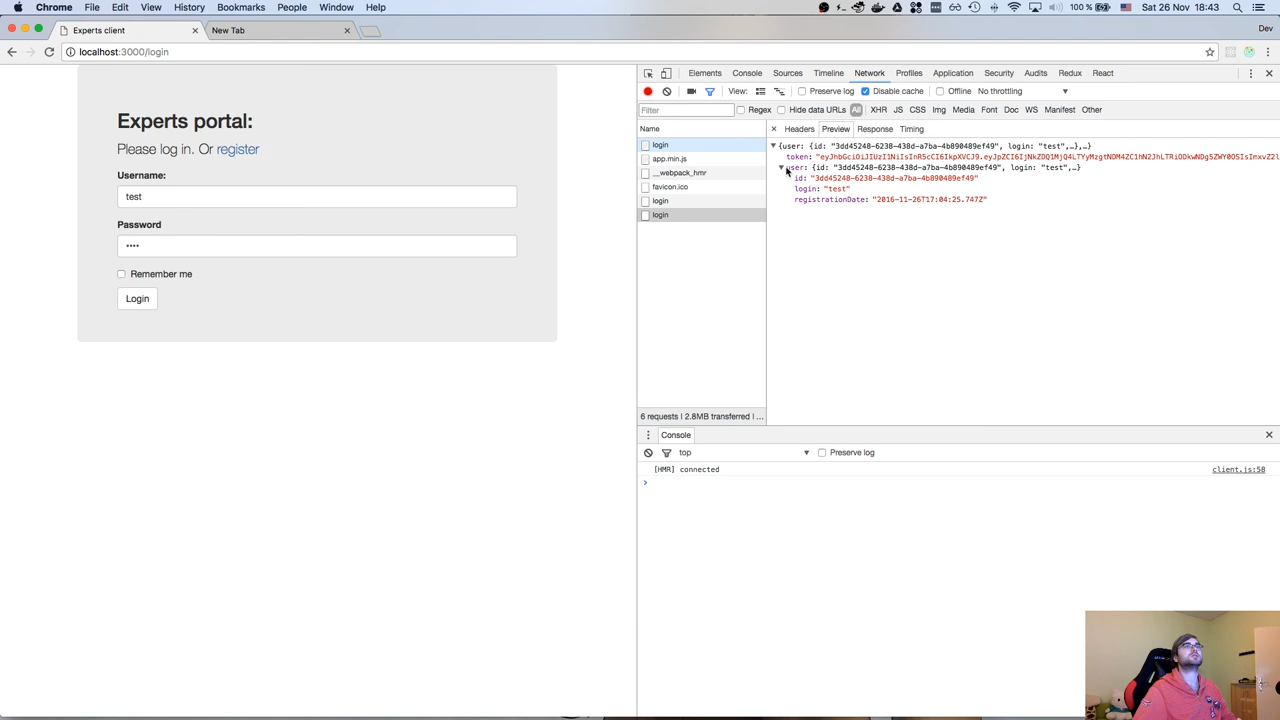 Chrome File Edit View History Bookmarks People Window Help
100 % Sat 26 Nov 18:43
Experts client
New Tab
Dev
localhost:3000/login
Experts portal:
Please log in. Or register
Username:
test
Password
••••
Remember me
Login
Elements Console Sources Timeline Network Profiles Application Security Audits Redux React
View: Preserve log Disable cache Offline No throttling
Filter Regex Hide data URLs All XHR JS CSS Img Media Font Doc WS Manifest Other
Name
login
app.min.js
__webpack_hmr
favicon.ico
login
login
6 requests | 2.8MB transferred | ...
Headers Preview Response Timing
{user: {id: "3dd45248-6238-438d-a7ba-4b890489ef49", login: "test",…},…}
user: {id: "3dd45248-6238-438d-a7ba-4b890489ef49", login: "test",…}
id: "3dd45248-6238-438d-a7ba-4b890489ef49"
login: "test"
registrationDate: "2016-11-26T17:04:25.747Z"
token:
Console
top Preserve log
[HMR] connected client.js:58